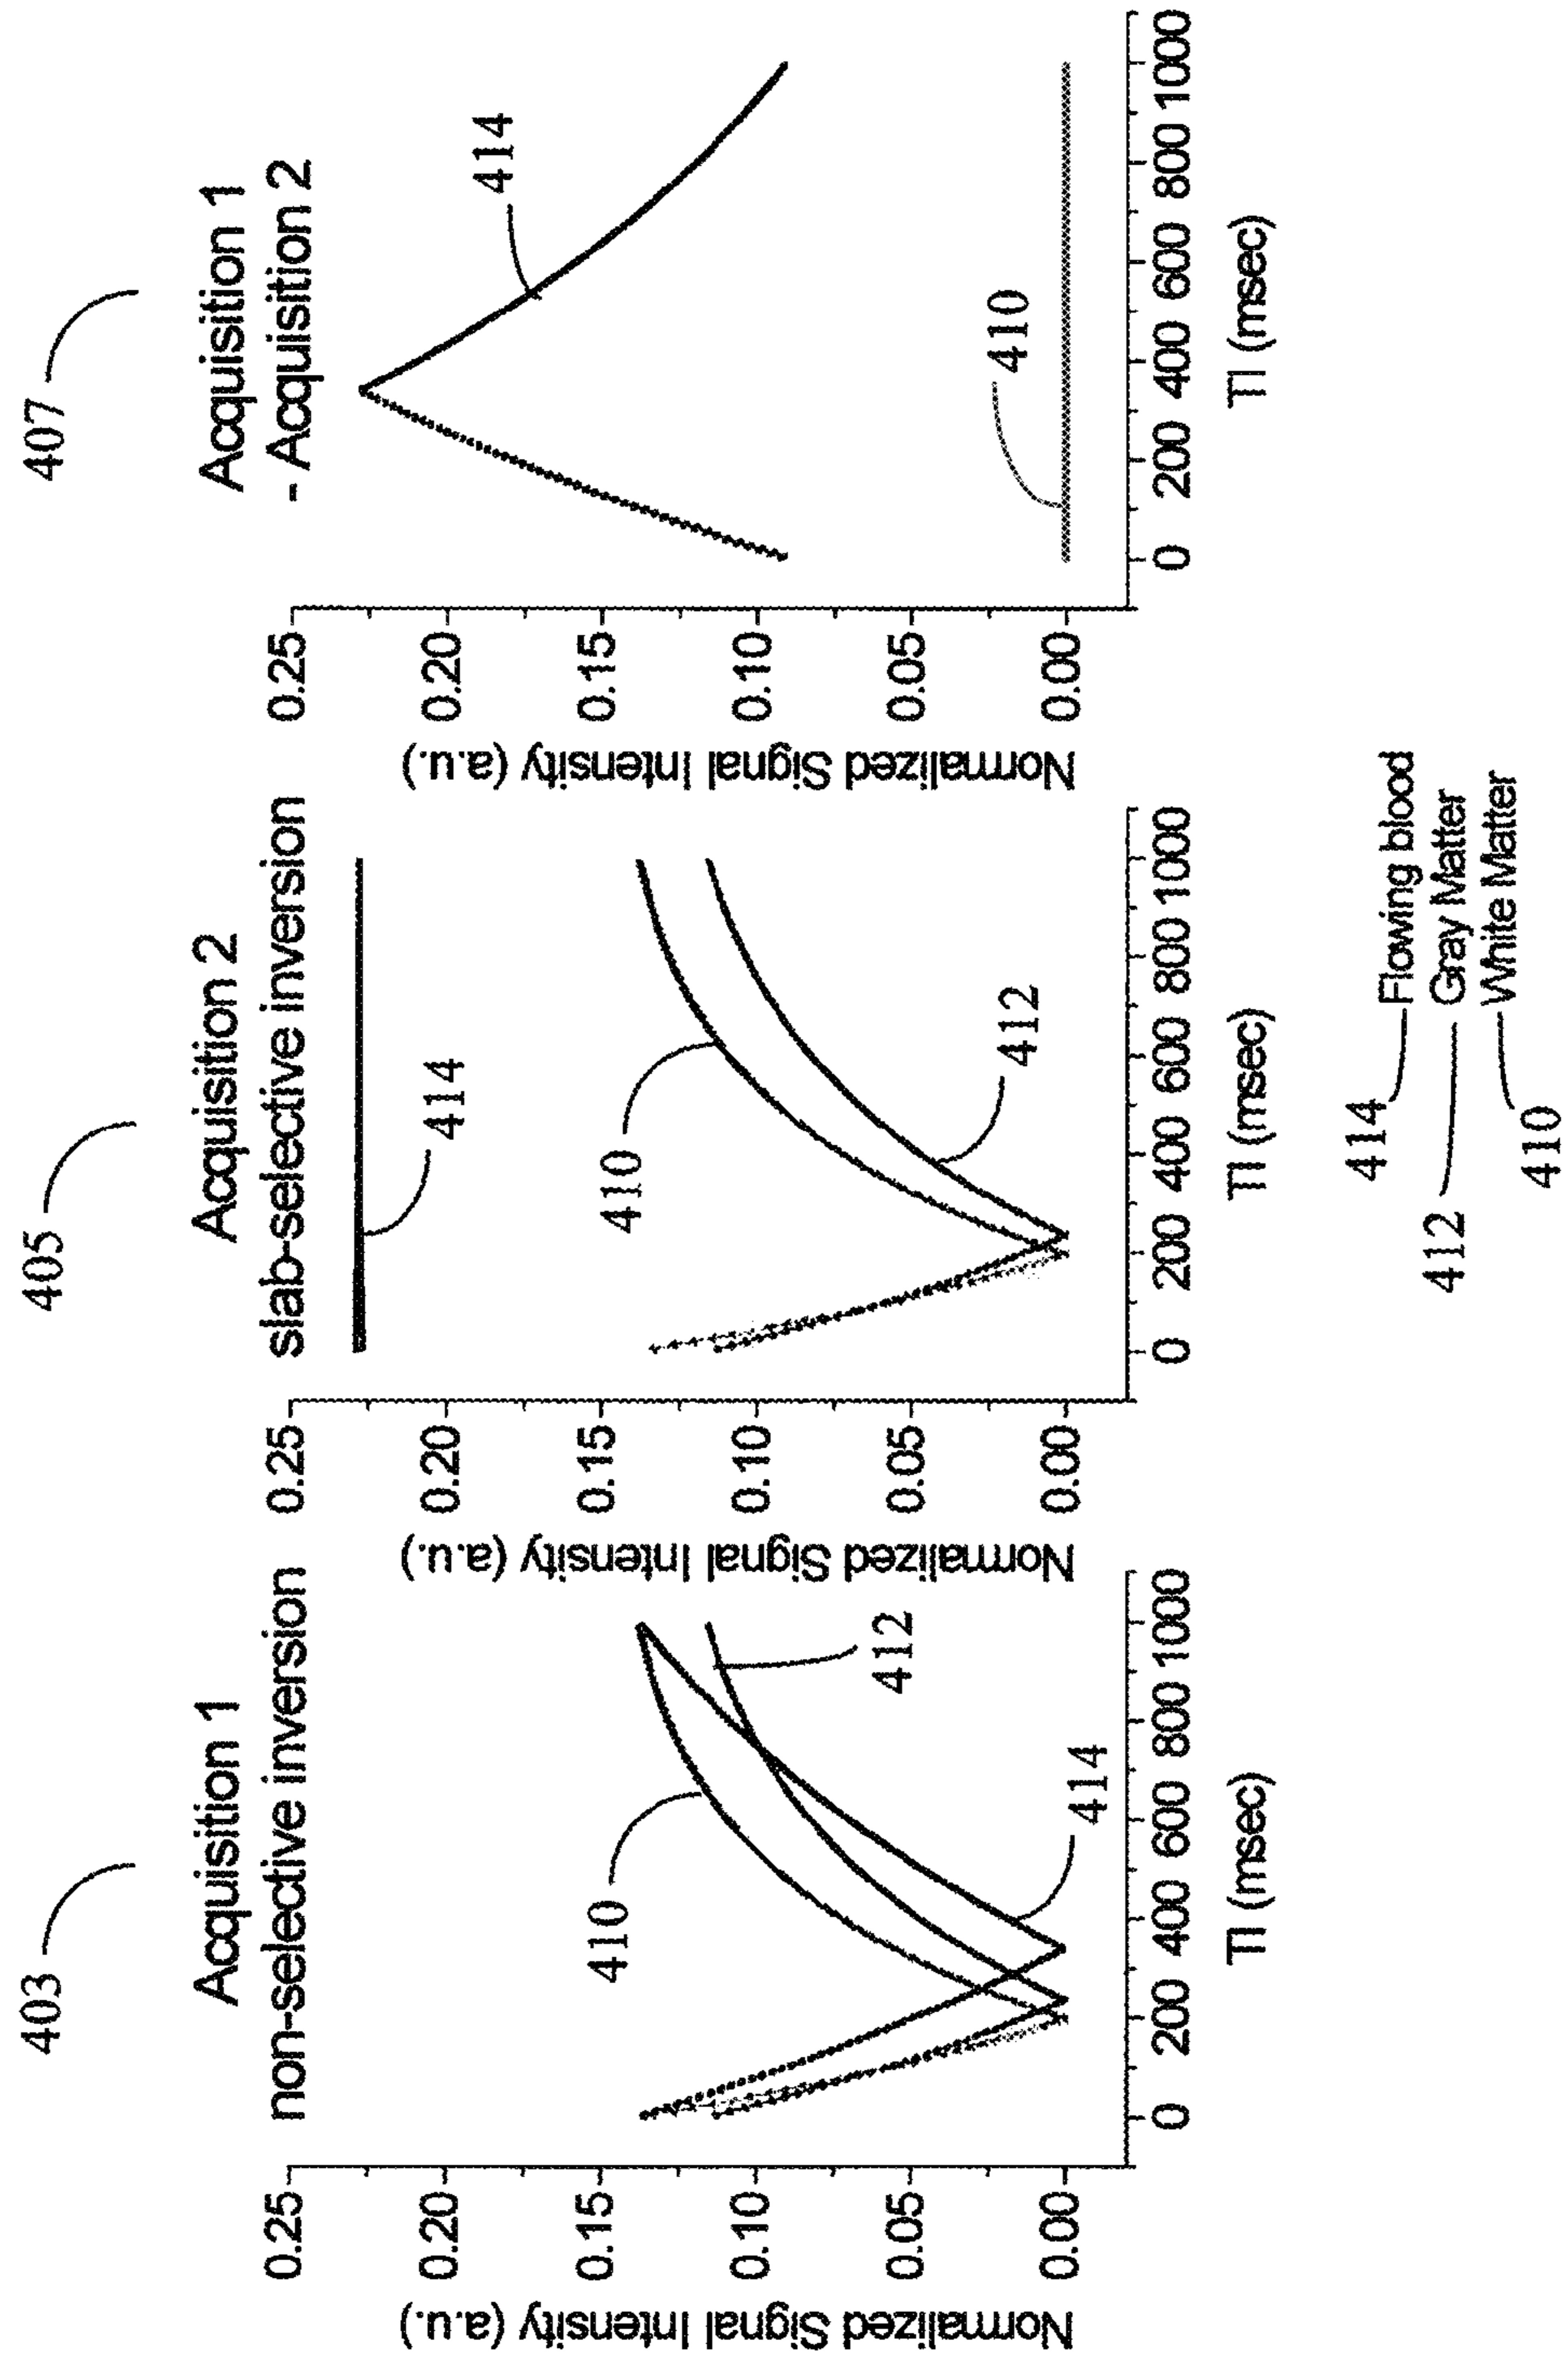 403
Acquisition 1
non-selective inversion
Normalized Signal Intensity (a.u.)
0.25
0.20
0.15
0.10
0.05
0.00
410
412
414
0 200 400 600 800 1000
TI (msec)
405
Acquisition 2
slab-selective inversion
Normalized Signal Intensity (a.u.)
0.25
0.20
0.15
0.10
0.05
0.00
414
410
412
0 200 400 600 800 1000
TI (msec)
407
Acquisition 1
- Acquisition 2
Normalized Signal Intensity (a.u.)
0.25
0.20
0.15
0.10
0.05
0.00
414
410
0 200 400 600 800 1000
TI (msec)
414 Flowing blood
412 Gray Matter
410 White Matter